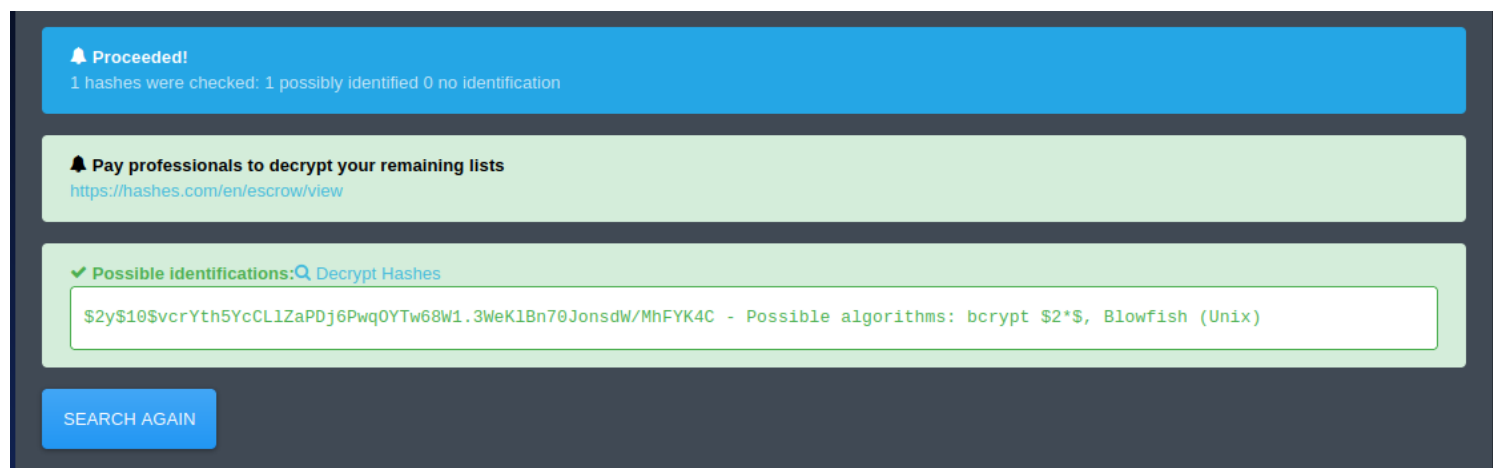 Proceeded!
1 hashes were checked: 1 possibly identified 0 no identification
Pay professionals to decrypt your remaining lists
https://hashes.com/en/escrow/view
Possible identifications: Decrypt Hashes
$2y$10$vcrYth5YcCLlZaPDj6PwqOYTw68W1.3WeKlBn70JonsdW/MhFYK4C - Possible algorithms: bcrypt $2*$, Blowfish (Unix)
SEARCH AGAIN